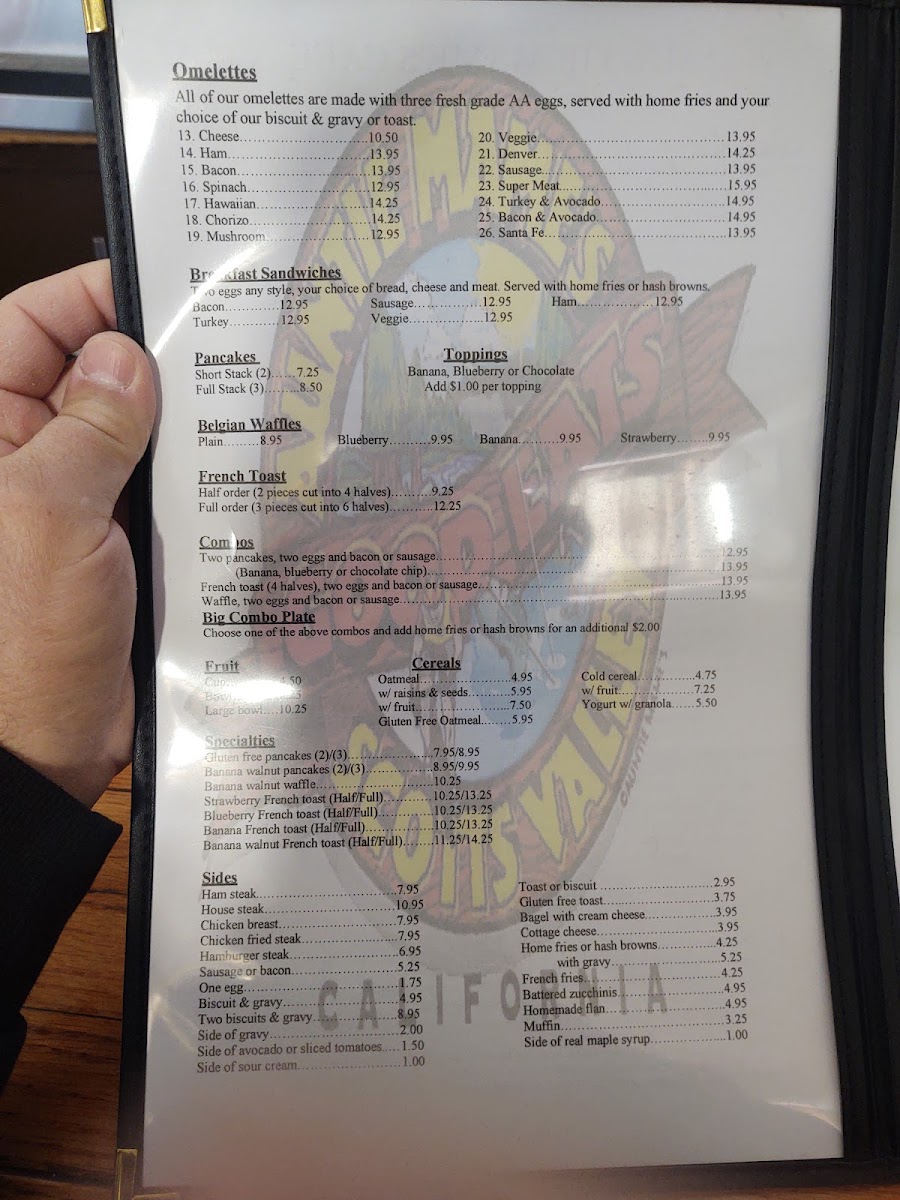 Omelettes
All of our omelettes are made with three fresh grade AA eggs, served with home fries and your
choice of our biscuit & gravy or toast.
13. Cheese 10.50
14. Ham 13.95
15. Bacon 13.95
16. Spinach 12.95
17. Hawaiian 14.25
18. Chorizo 14.25
19. Mushroom 12.95
20. Veggie 13.95
21. Denver 14.25
22. Sausage 13.95
23. Super Meat 15.95
24. Turkey & Avocado 14.95
25. Bacon & Avocado 14.95
26. Santa Fe 13.95
Breakfast Sandwiches
Two eggs any style, your choice of bread, cheese and meat. Served with home fries or hash browns.
Bacon 12.95 Sausage 12.95 Ham 12.95
Turkey 12.95 Veggie 12.95
Pancakes
Short Stack (2) 7.25
Full Stack (3) 8.50
Toppings
Banana, Blueberry or Chocolate
Add $1.00 per topping
Belgian Waffles
Plain 8.95 Blueberry 9.95 Banana 9.95 Strawberry 9.95
French Toast
Half order (2 pieces cut into 4 halves) 9.25
Full order (3 pieces cut into 6 halves) 12.25
Combos
Two pancakes, two eggs and bacon or sausage 12.95
(Banana, blueberry or chocolate chip) 13.95
French toast (4 halves), two eggs and bacon or sausage 13.95
Waffle, two eggs and bacon or sausage 13.95
Big Combo Plate
Choose one of the above combos and add home fries or hash browns for an additional $2.00
Fruit
Cup
Bowl
Large bowl 10.25
Cereals
Oatmeal 4.95
w/ raisins & seeds 5.95
w/ fruit 7.50
Gluten Free Oatmeal 5.95
Cold cereal 4.75
w/ fruit 7.25
Yogurt w/ granola 5.50
Specialties
Gluten free pancakes (2)/(3) 7.95/8.95
Banana walnut pancakes (2)/(3) 8.95/9.95
Banana walnut waffle 10.25
Strawberry French toast (Half/Full) 10.25/13.25
Blueberry French toast (Half/Full) 10.25/13.25
Banana French toast (Half/Full) 10.25/13.25
Banana walnut French toast (Half/Full) 11.25/14.25
Sides
Ham steak 7.95
House steak 10.95
Chicken breast 7.95
Chicken fried steak 7.95
Hamburger steak 6.95
Sausage or bacon 5.25
One egg 1.75
Biscuit & gravy 4.95
Two biscuits & gravy 8.95
Side of gravy 2.00
Side of avocado or sliced tomatoes 1.50
Side of sour cream 1.00
Toast or biscuit 2.95
Gluten free toast 3.75
Bagel with cream cheese 3.95
Cottage cheese 3.95
Home fries or hash browns 4.25
with gravy 5.25
French fries 4.25
Battered zucchinis 4.95
Homemade flan 4.95
Muffin 3.25
Side of real maple syrup 1.00
AUNTIE MAE'S
GOOD EATS
SCOTTS VALLEY
CALIFORNIA